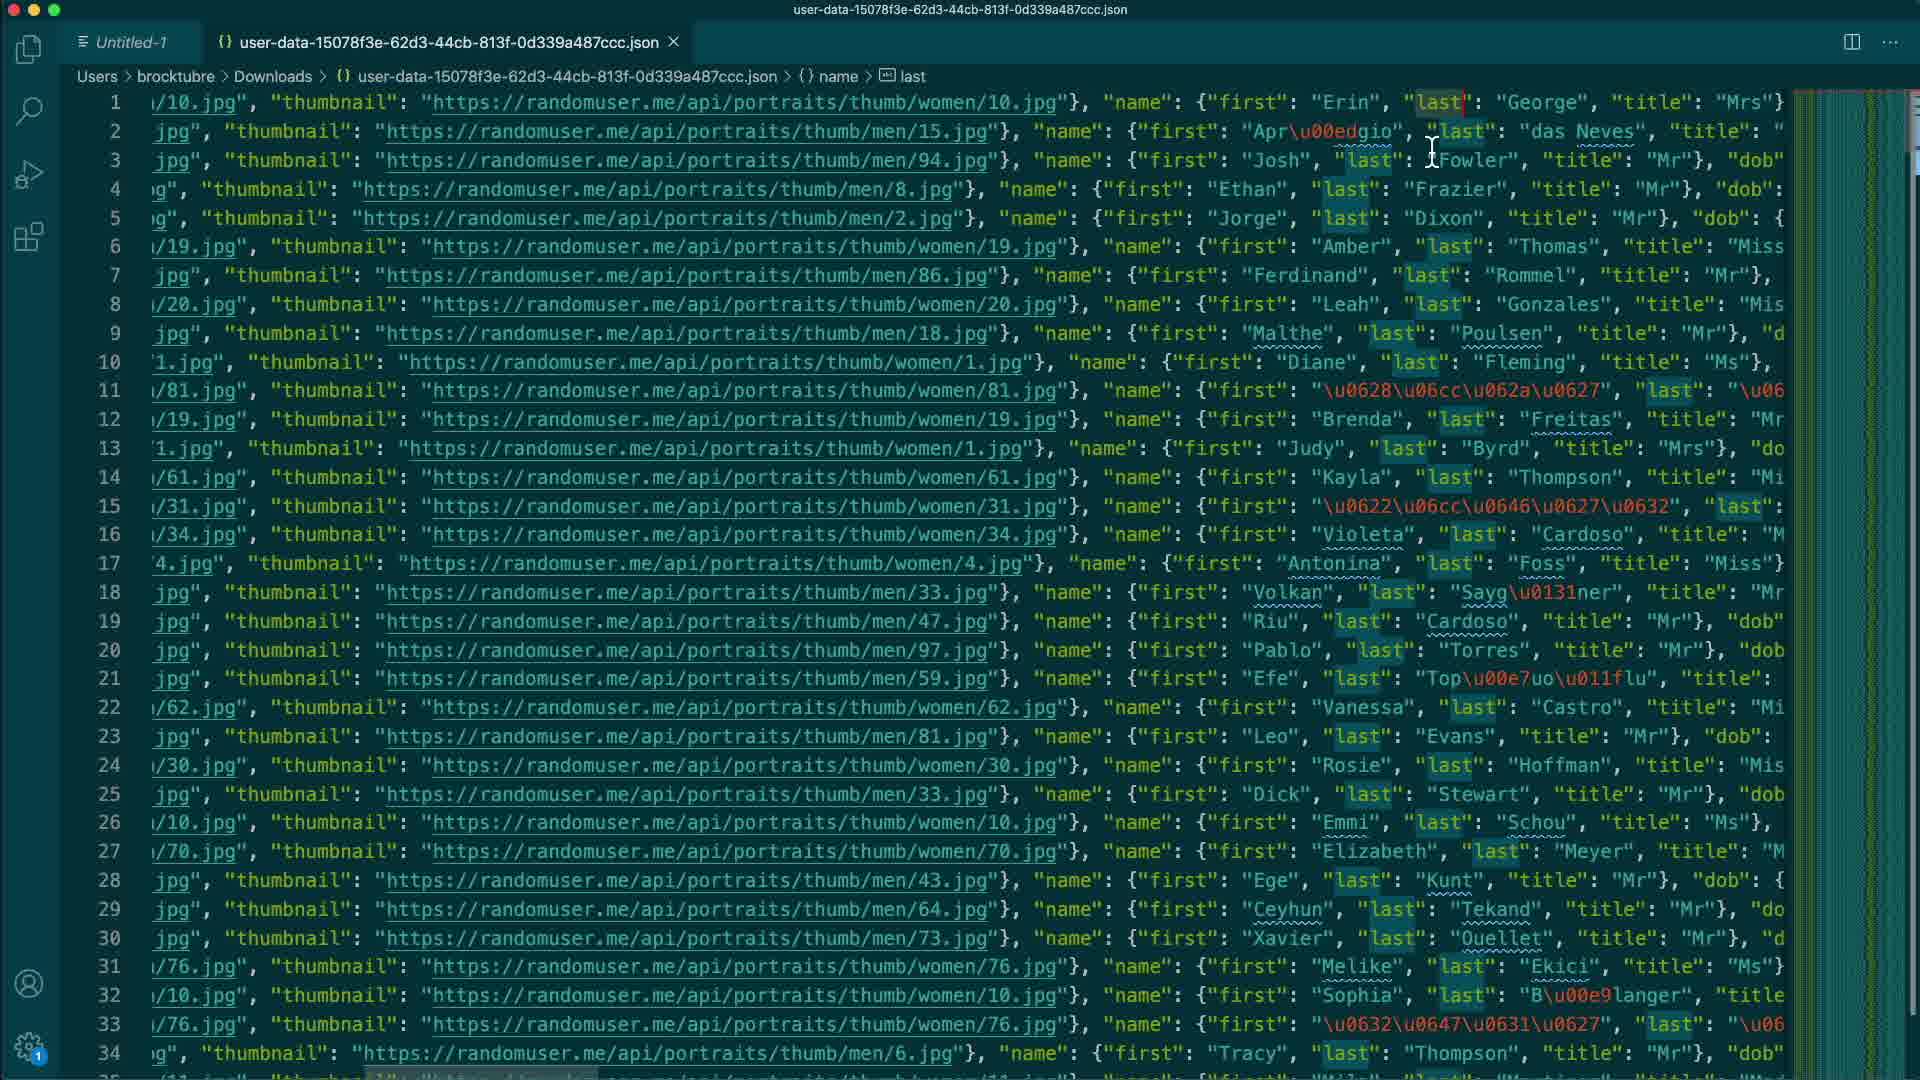 user-data-15078f3e-62d3-44cb-813f-0d339a487ccc.json
Untitled-1
{} user-data-15078f3e-62d3-44cb-813f-0d339a487ccc.json ×
Users > brocktubre > Downloads > {} user-data-15078f3e-62d3-44cb-813f-0d339a487ccc.json > {} name > last
1 /10.jpg", "thumbnail": "https://randomuser.me/api/portraits/thumb/women/10.jpg"}, "name": {"first": "Erin", "last": "George", "title": "Mrs"}
2 jpg", "thumbnail": "https://randomuser.me/api/portraits/thumb/men/15.jpg"}, "name": {"first": "Apr\u00edgio", "last": "das Neves", "title": "
3 jpg", "thumbnail": "https://randomuser.me/api/portraits/thumb/men/94.jpg"}, "name": {"first": "Josh", "last": "Fowler", "title": "Mr"}, "dob"
4 g", "thumbnail": "https://randomuser.me/api/portraits/thumb/men/8.jpg"}, "name": {"first": "Ethan", "last": "Frazier", "title": "Mr"}, "dob":
5 g", "thumbnail": "https://randomuser.me/api/portraits/thumb/men/2.jpg"}, "name": {"first": "Jorge", "last": "Dixon", "title": "Mr"}, "dob": {
6 /19.jpg", "thumbnail": "https://randomuser.me/api/portraits/thumb/women/19.jpg"}, "name": {"first": "Amber", "last": "Thomas", "title": "Miss
7 jpg", "thumbnail": "https://randomuser.me/api/portraits/thumb/men/86.jpg"}, "name": {"first": "Ferdinand", "last": "Rommel", "title": "Mr"},
8 /20.jpg", "thumbnail": "https://randomuser.me/api/portraits/thumb/women/20.jpg"}, "name": {"first": "Leah", "last": "Gonzales", "title": "Mis
9 jpg", "thumbnail": "https://randomuser.me/api/portraits/thumb/men/18.jpg"}, "name": {"first": "Malthe", "last": "Poulsen", "title": "Mr"}, "d
10 1.jpg", "thumbnail": "https://randomuser.me/api/portraits/thumb/women/1.jpg"}, "name": {"first": "Diane", "last": "Fleming", "title": "Ms"},
11 /81.jpg", "thumbnail": "https://randomuser.me/api/portraits/thumb/women/81.jpg"}, "name": {"first": "\u0628\u06cc\u062a\u0627", "last": "\u06
12 /19.jpg", "thumbnail": "https://randomuser.me/api/portraits/thumb/women/19.jpg"}, "name": {"first": "Brenda", "last": "Freitas", "title": "Mr
13 1.jpg", "thumbnail": "https://randomuser.me/api/portraits/thumb/women/1.jpg"}, "name": {"first": "Judy", "last": "Byrd", "title": "Mrs"}, "do
14 /61.jpg", "thumbnail": "https://randomuser.me/api/portraits/thumb/women/61.jpg"}, "name": {"first": "Kayla", "last": "Thompson", "title": "Mi
15 /31.jpg", "thumbnail": "https://randomuser.me/api/portraits/thumb/women/31.jpg"}, "name": {"first": "\u0622\u06cc\u0646\u0627\u0632", "last":
16 /34.jpg", "thumbnail": "https://randomuser.me/api/portraits/thumb/women/34.jpg"}, "name": {"first": "Violeta", "last": "Cardoso", "title": "M
17 4.jpg", "thumbnail": "https://randomuser.me/api/portraits/thumb/women/4.jpg"}, "name": {"first": "Antonina", "last": "Foss", "title": "Miss"}
18 jpg", "thumbnail": "https://randomuser.me/api/portraits/thumb/men/33.jpg"}, "name": {"first": "Volkan", "last": "Sayg\u0131ner", "title": "Mr
19 jpg", "thumbnail": "https://randomuser.me/api/portraits/thumb/men/47.jpg"}, "name": {"first": "Riu", "last": "Cardoso", "title": "Mr"}, "dob"
20 jpg", "thumbnail": "https://randomuser.me/api/portraits/thumb/men/97.jpg"}, "name": {"first": "Pablo", "last": "Torres", "title": "Mr"}, "dob
21 jpg", "thumbnail": "https://randomuser.me/api/portraits/thumb/men/59.jpg"}, "name": {"first": "Efe", "last": "Top\u00e7uo\u011flu", "title":
22 /62.jpg", "thumbnail": "https://randomuser.me/api/portraits/thumb/women/62.jpg"}, "name": {"first": "Vanessa", "last": "Castro", "title": "Mi
23 jpg", "thumbnail": "https://randomuser.me/api/portraits/thumb/men/81.jpg"}, "name": {"first": "Leo", "last": "Evans", "title": "Mr"}, "dob":
24 /30.jpg", "thumbnail": "https://randomuser.me/api/portraits/thumb/women/30.jpg"}, "name": {"first": "Rosie", "last": "Hoffman", "title": "Mis
25 jpg", "thumbnail": "https://randomuser.me/api/portraits/thumb/men/33.jpg"}, "name": {"first": "Dick", "last": "Stewart", "title": "Mr"}, "dob
26 /10.jpg", "thumbnail": "https://randomuser.me/api/portraits/thumb/women/10.jpg"}, "name": {"first": "Emmi", "last": "Schou", "title": "Ms"},
27 /70.jpg", "thumbnail": "https://randomuser.me/api/portraits/thumb/women/70.jpg"}, "name": {"first": "Elizabeth", "last": "Meyer", "title": "M
28 jpg", "thumbnail": "https://randomuser.me/api/portraits/thumb/men/43.jpg"}, "name": {"first": "Ege", "last": "Kunt", "title": "Mr"}, "dob": {
29 jpg", "thumbnail": "https://randomuser.me/api/portraits/thumb/men/64.jpg"}, "name": {"first": "Ceyhun", "last": "Tekand", "title": "Mr"}, "do
30 jpg", "thumbnail": "https://randomuser.me/api/portraits/thumb/men/73.jpg"}, "name": {"first": "Xavier", "last": "Ouellet", "title": "Mr"}, "d
31 /76.jpg", "thumbnail": "https://randomuser.me/api/portraits/thumb/women/76.jpg"}, "name": {"first": "Melike", "last": "Ekici", "title": "Ms"}
32 /10.jpg", "thumbnail": "https://randomuser.me/api/portraits/thumb/women/10.jpg"}, "name": {"first": "Sophia", "last": "B\u00e9langer", "title
33 /76.jpg", "thumbnail": "https://randomuser.me/api/portraits/thumb/women/76.jpg"}, "name": {"first": "\u0632\u0647\u0631\u0627", "last": "\u06
34 g", "thumbnail": "https://randomuser.me/api/portraits/thumb/men/6.jpg"}, "name": {"first": "Tracy", "last": "Thompson", "title": "Mr"}, "dob"
1